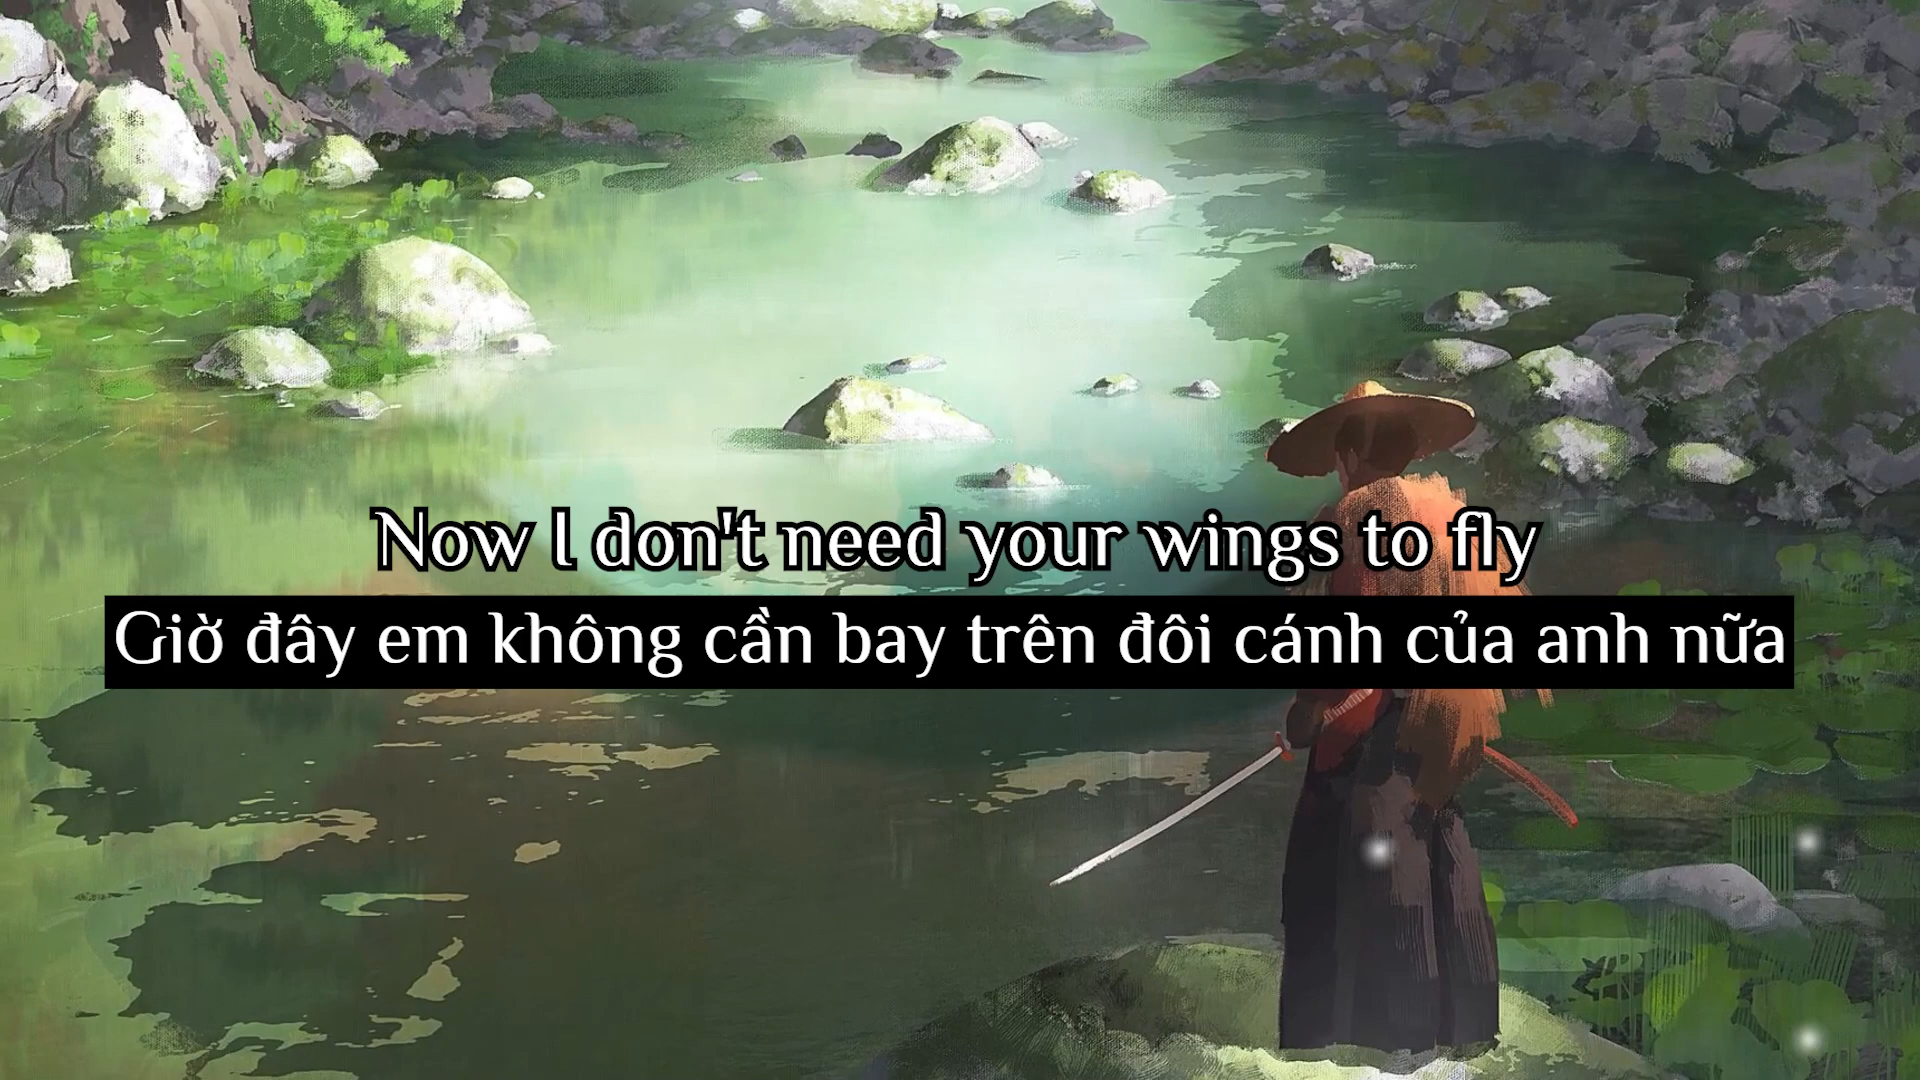 Now I don't need your wings to fly
Giờ đây em không cần bay trên đôi cánh của anh nữa